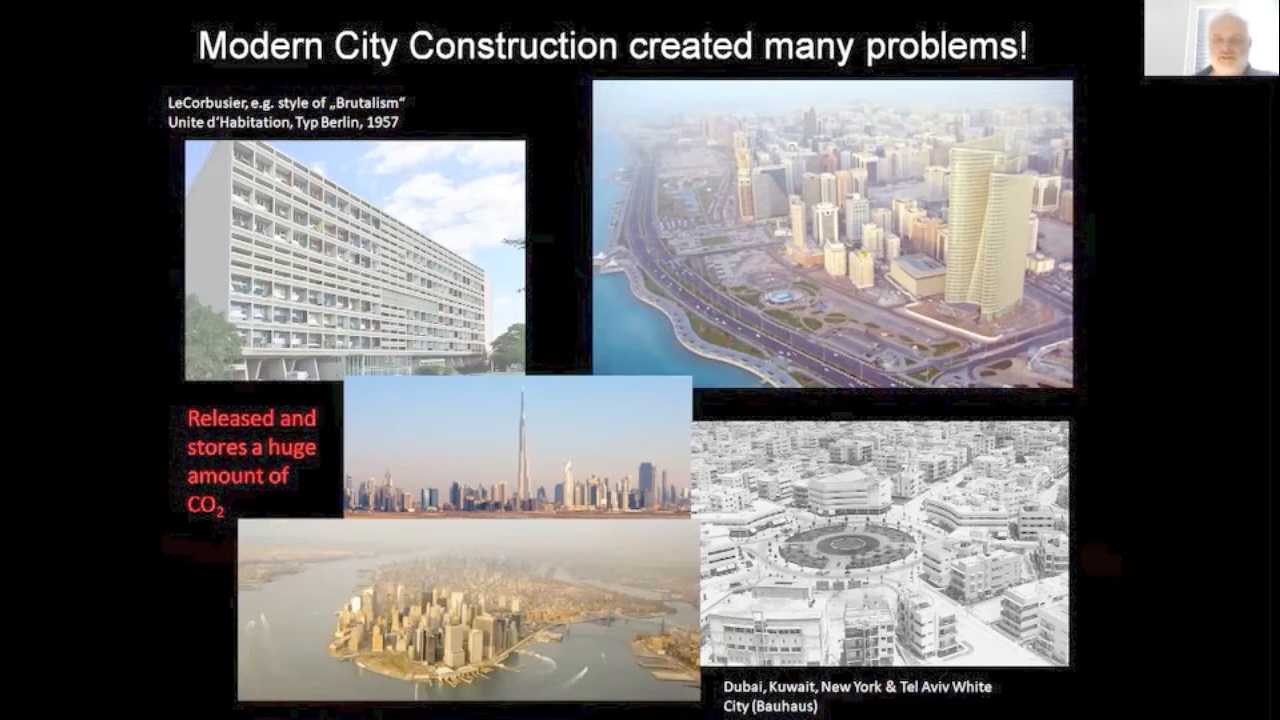 Modern City Construction created many problems!
LeCorbusier, e.g. style of „Brutalism“
Unite d‘Habitation, Typ Berlin, 1957
Released and
stores a huge
amount of
CO₂
Dubai, Kuwait, New York & Tel Aviv White
City (Bauhaus)